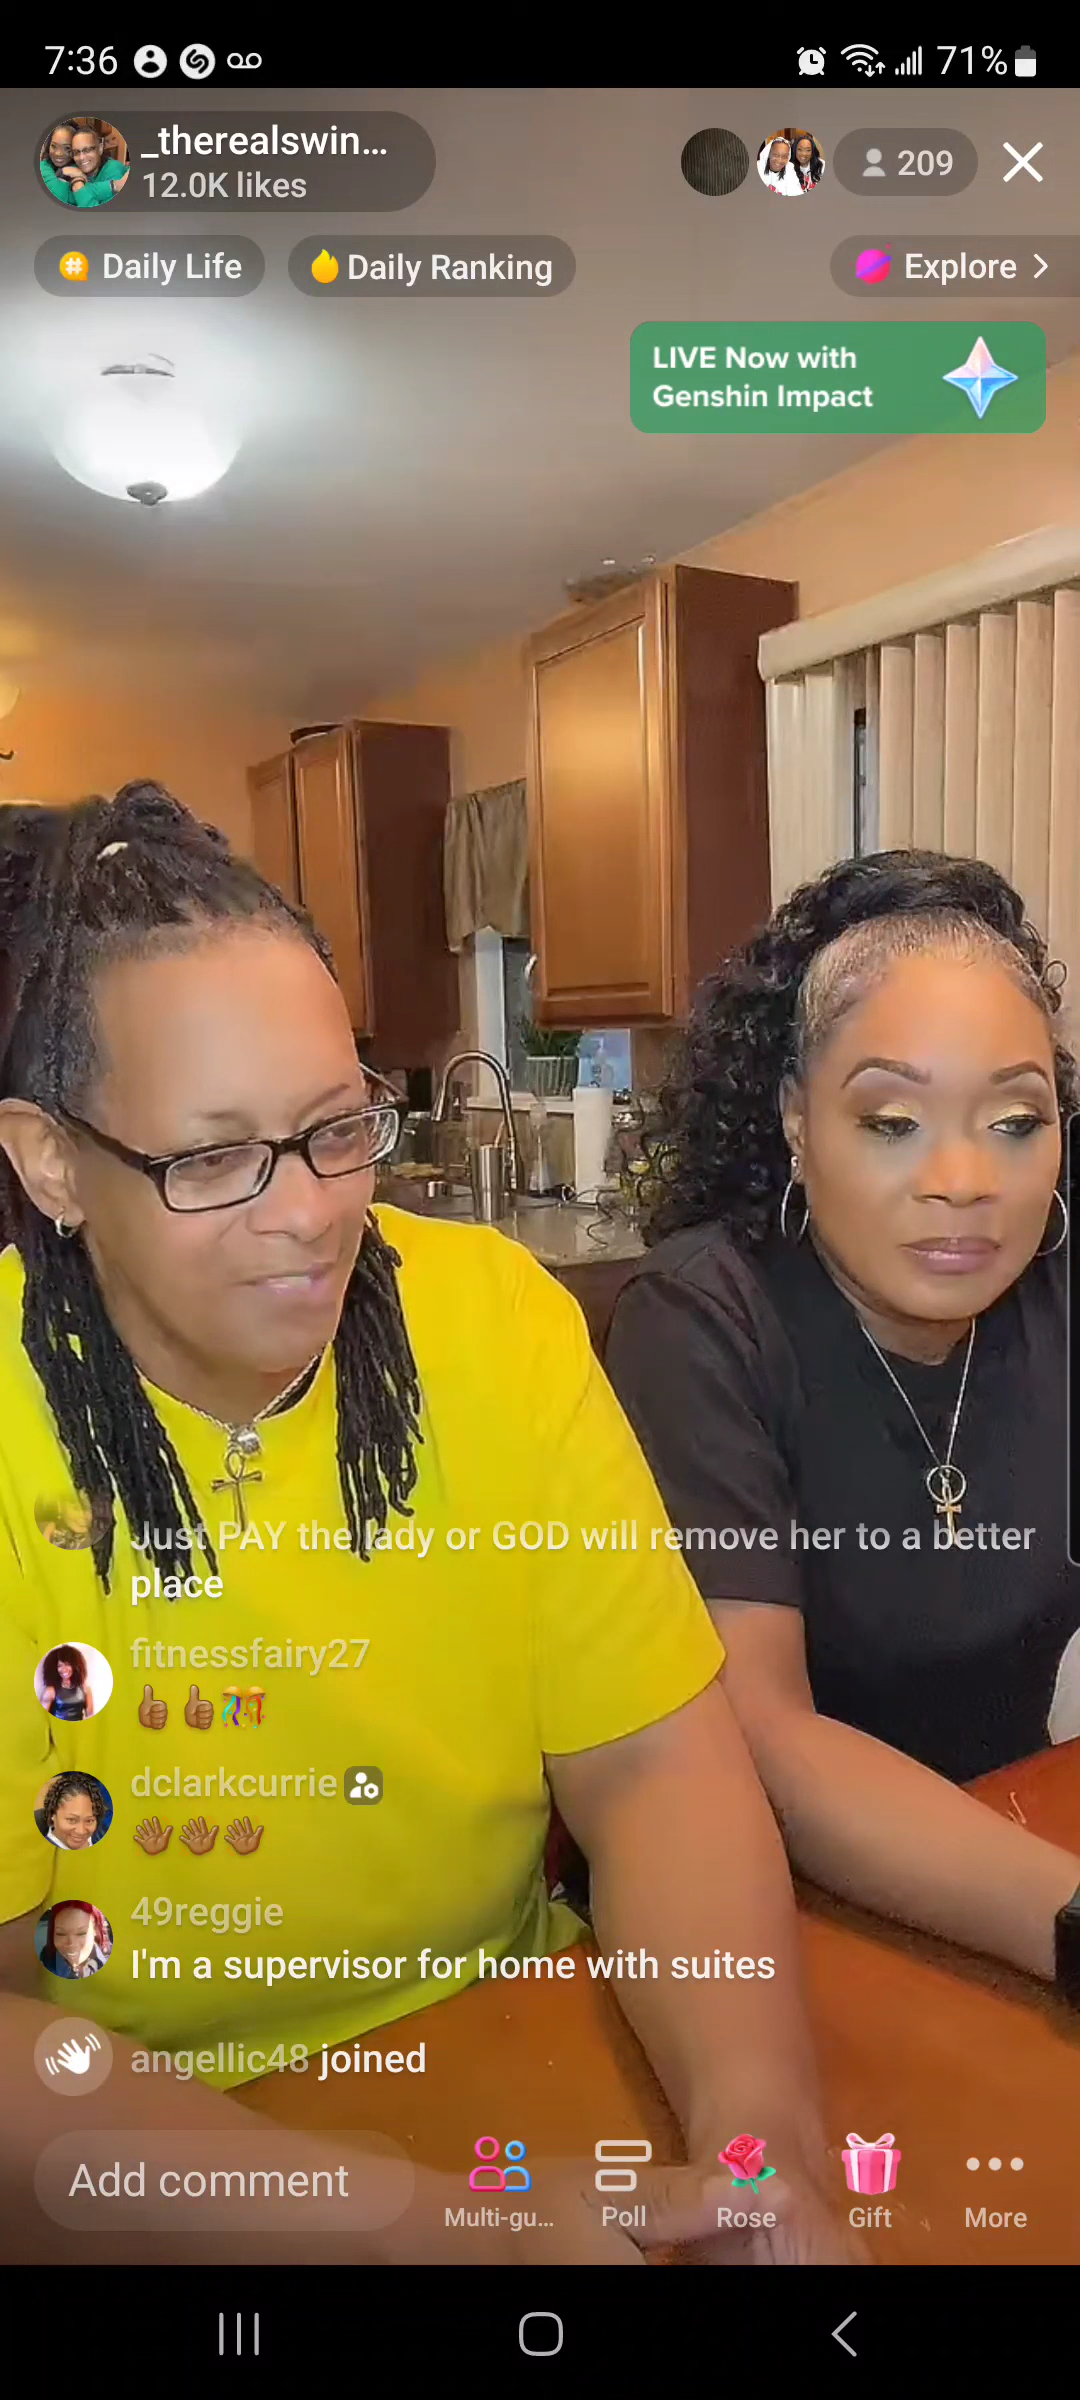 7:36
71%
_therealswin...
12.0K likes
209
Daily Life
Daily Ranking
Explore
LIVE Now with
Genshin Impact
Just PAY the lady or GOD will remove her to a better
place
fitnessfairy27
👍🏾👍🏾🎊
dclarkcurrie
👋🏾👋🏾👋🏾
49reggie
I'm a supervisor for home with suites
angellic48 joined
Add comment
Multi-gu...
Poll
Rose
Gift
More